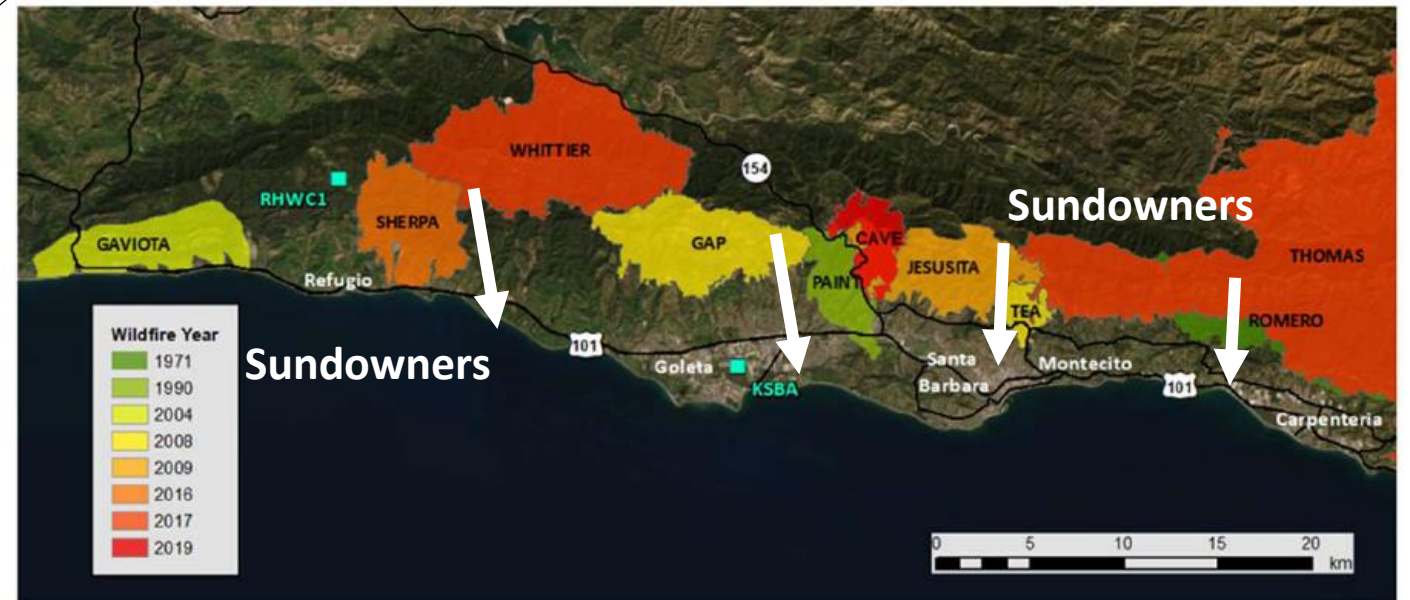 WHITTIER
154
RHWC1
Sundowners
SHERPA
GAVIOTA
GAP
CAVE
THOMAS
JESUSITA
PAINT
Refugio
TEA
ROMERO
Wildfire Year
1971
1990
2004
2008
2009
2016
2017
2019
Sundowners
101
Goleta
KSBA
Santa
Barbara
Montecito
101
Carpenteria
0 5 10 15 20
km